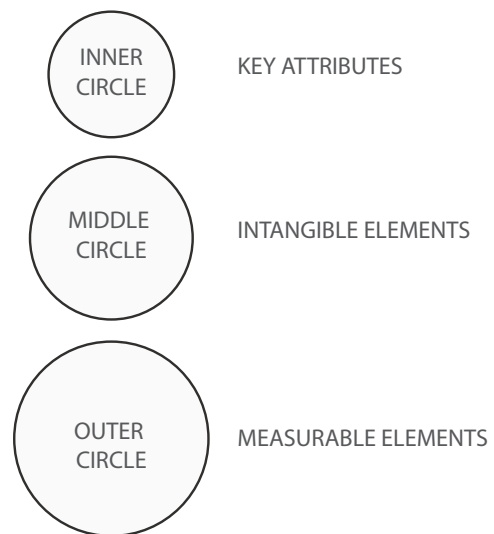 INNER
CIRCLE
KEY ATTRIBUTES
MIDDLE
CIRCLE
INTANGIBLE ELEMENTS
OUTER
CIRCLE
MEASURABLE ELEMENTS